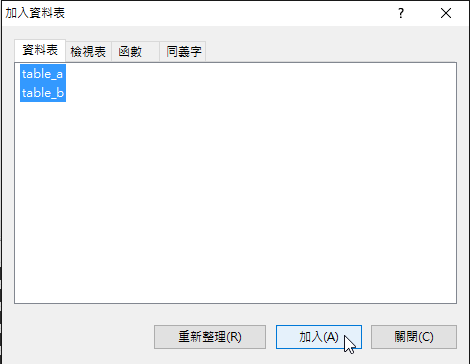 加入資料表
?
資料表 檢視表 函數 同義字
table_a
table_b
重新整理(R) 加入(A) 關閉(C)